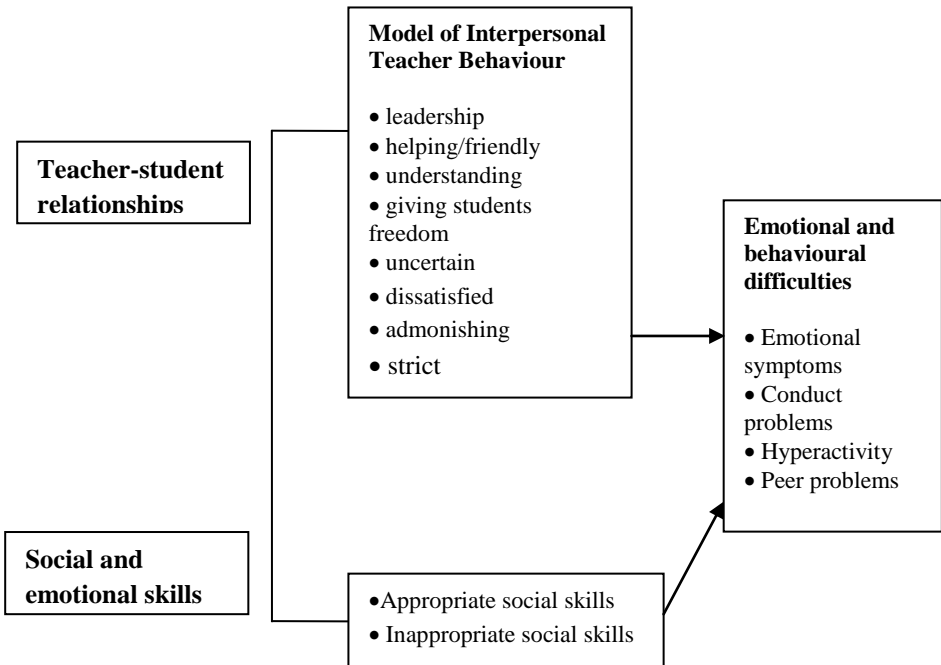 Model of Interpersonal
Teacher Behaviour
• leadership
• helping/friendly
• understanding
• giving students
freedom
• uncertain
• dissatisfied
• admonishing
• strict
Teacher-student
relationships
Emotional and
behavioural
difficulties
• Emotional
symptoms
• Conduct
problems
• Hyperactivity
• Peer problems
Social and
emotional skills
•Appropriate social skills
• Inappropriate social skills